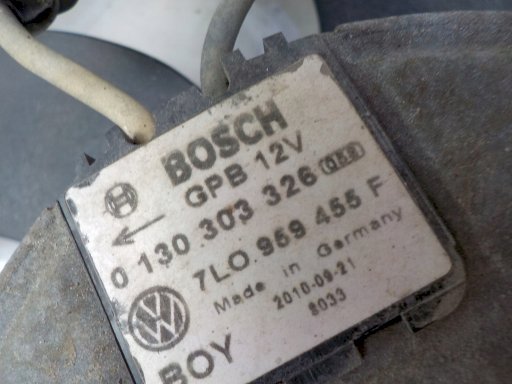 BOSCH
GPB 12V
0 130 303 326
7L0.959 455 F
Made in Germany
2010-09-21
8033
BOY